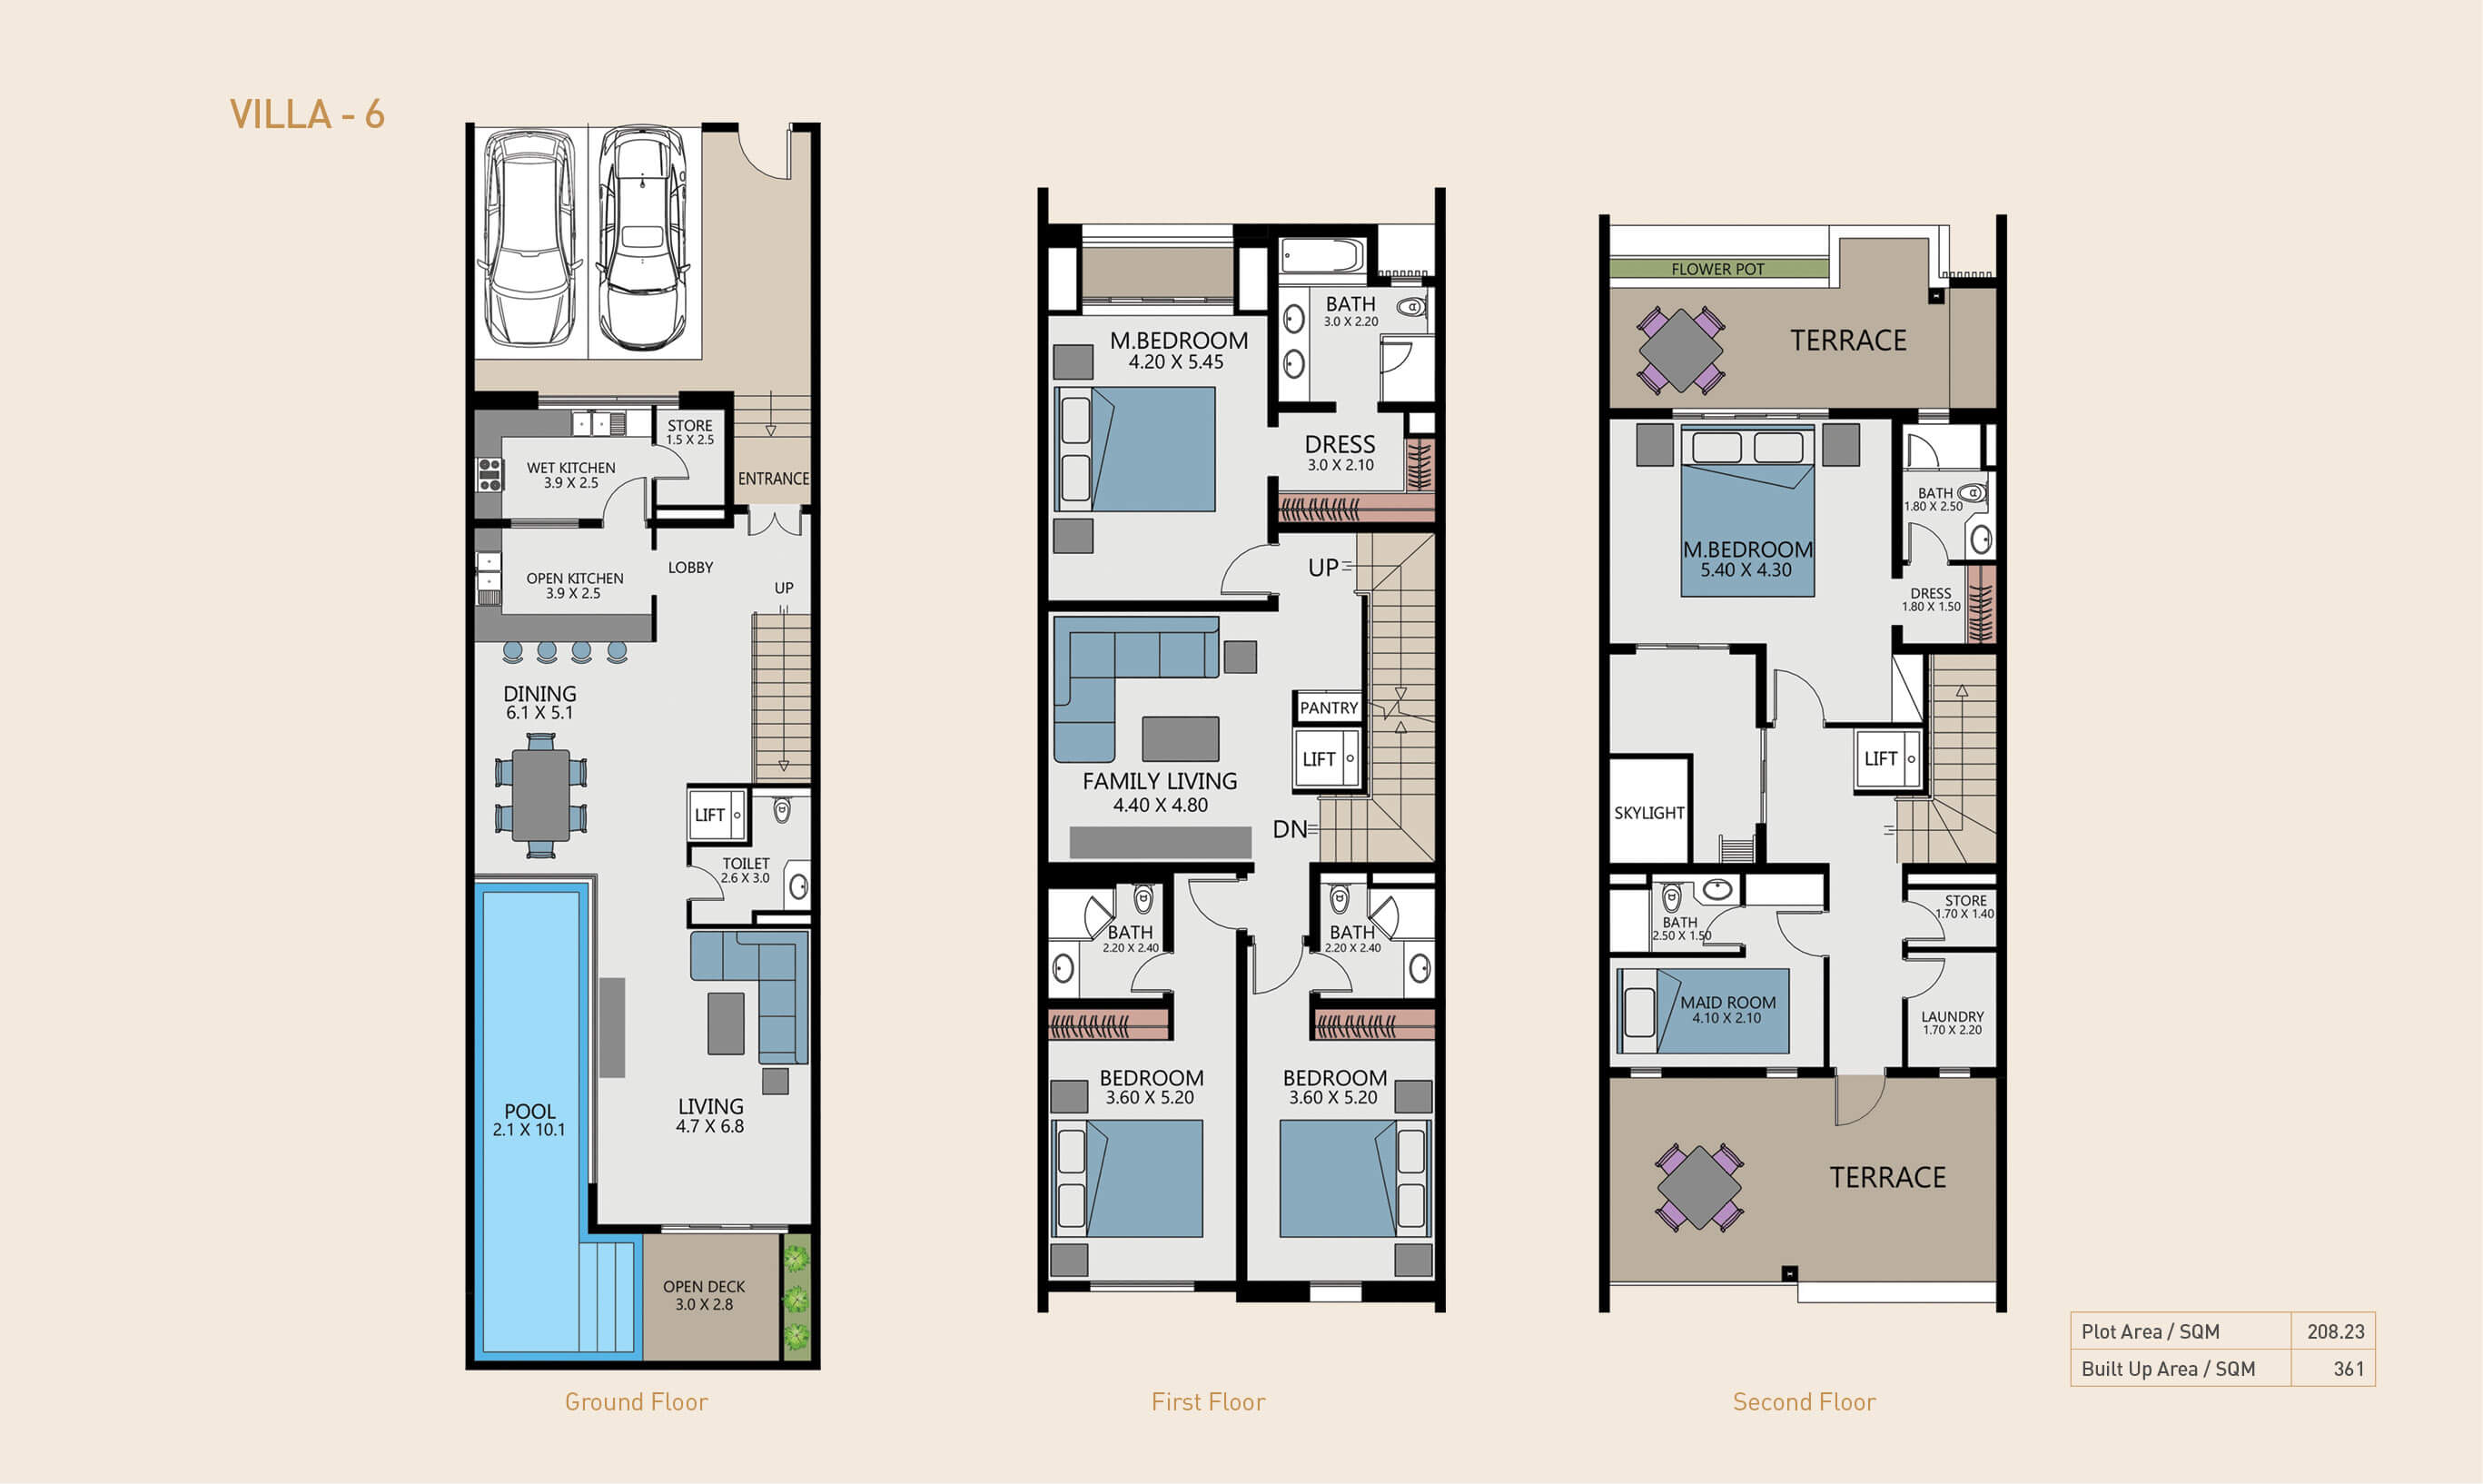 VILLA - 6
STORE
1.5 X 2.5
WET KITCHEN
3.9 X 2.5
ENTRANCE
OPEN KITCHEN
3.9 X 2.5
LOBBY
UP
DINING
6.1 X 5.1
LIFT
TOILET
2.6 X 3.0
POOL
2.1 X 10.1
LIVING
4.7 X 6.8
OPEN DECK
3.0 X 2.8
Ground Floor
BATH
3.0 X 2.20
M.BEDROOM
4.20 X 5.45
DRESS
3.0 X 2.10
UP
PANTRY
LIFT
FAMILY LIVING
4.40 X 4.80
DN
BATH
2.20 X 2.40
BATH
2.20 X 2.40
BEDROOM
3.60 X 5.20
BEDROOM
3.60 X 5.20
First Floor
FLOWER POT
TERRACE
BATH
1.80 X 2.50
M.BEDROOM
5.40 X 4.30
DRESS
1.80 X 1.50
LIFT
SKYLIGHT
BATH
2.50 X 1.50
STORE
1.70 X 1.40
MAID ROOM
4.10 X 2.10
LAUNDRY
1.70 X 2.20
TERRACE
Second Floor
Plot Area / SQM 208.23
Built Up Area / SQM 361